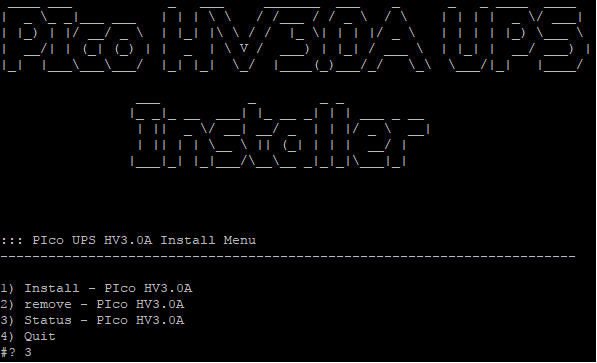 PIco HV3.0A UPS
Installer
::: PIco UPS HV3.0A Install Menu
------------------------------------------------------------------------
1) Install - PIco HV3.0A
2) remove - PIco HV3.0A
3) Status - PIco HV3.0A
4) Quit
#? 3